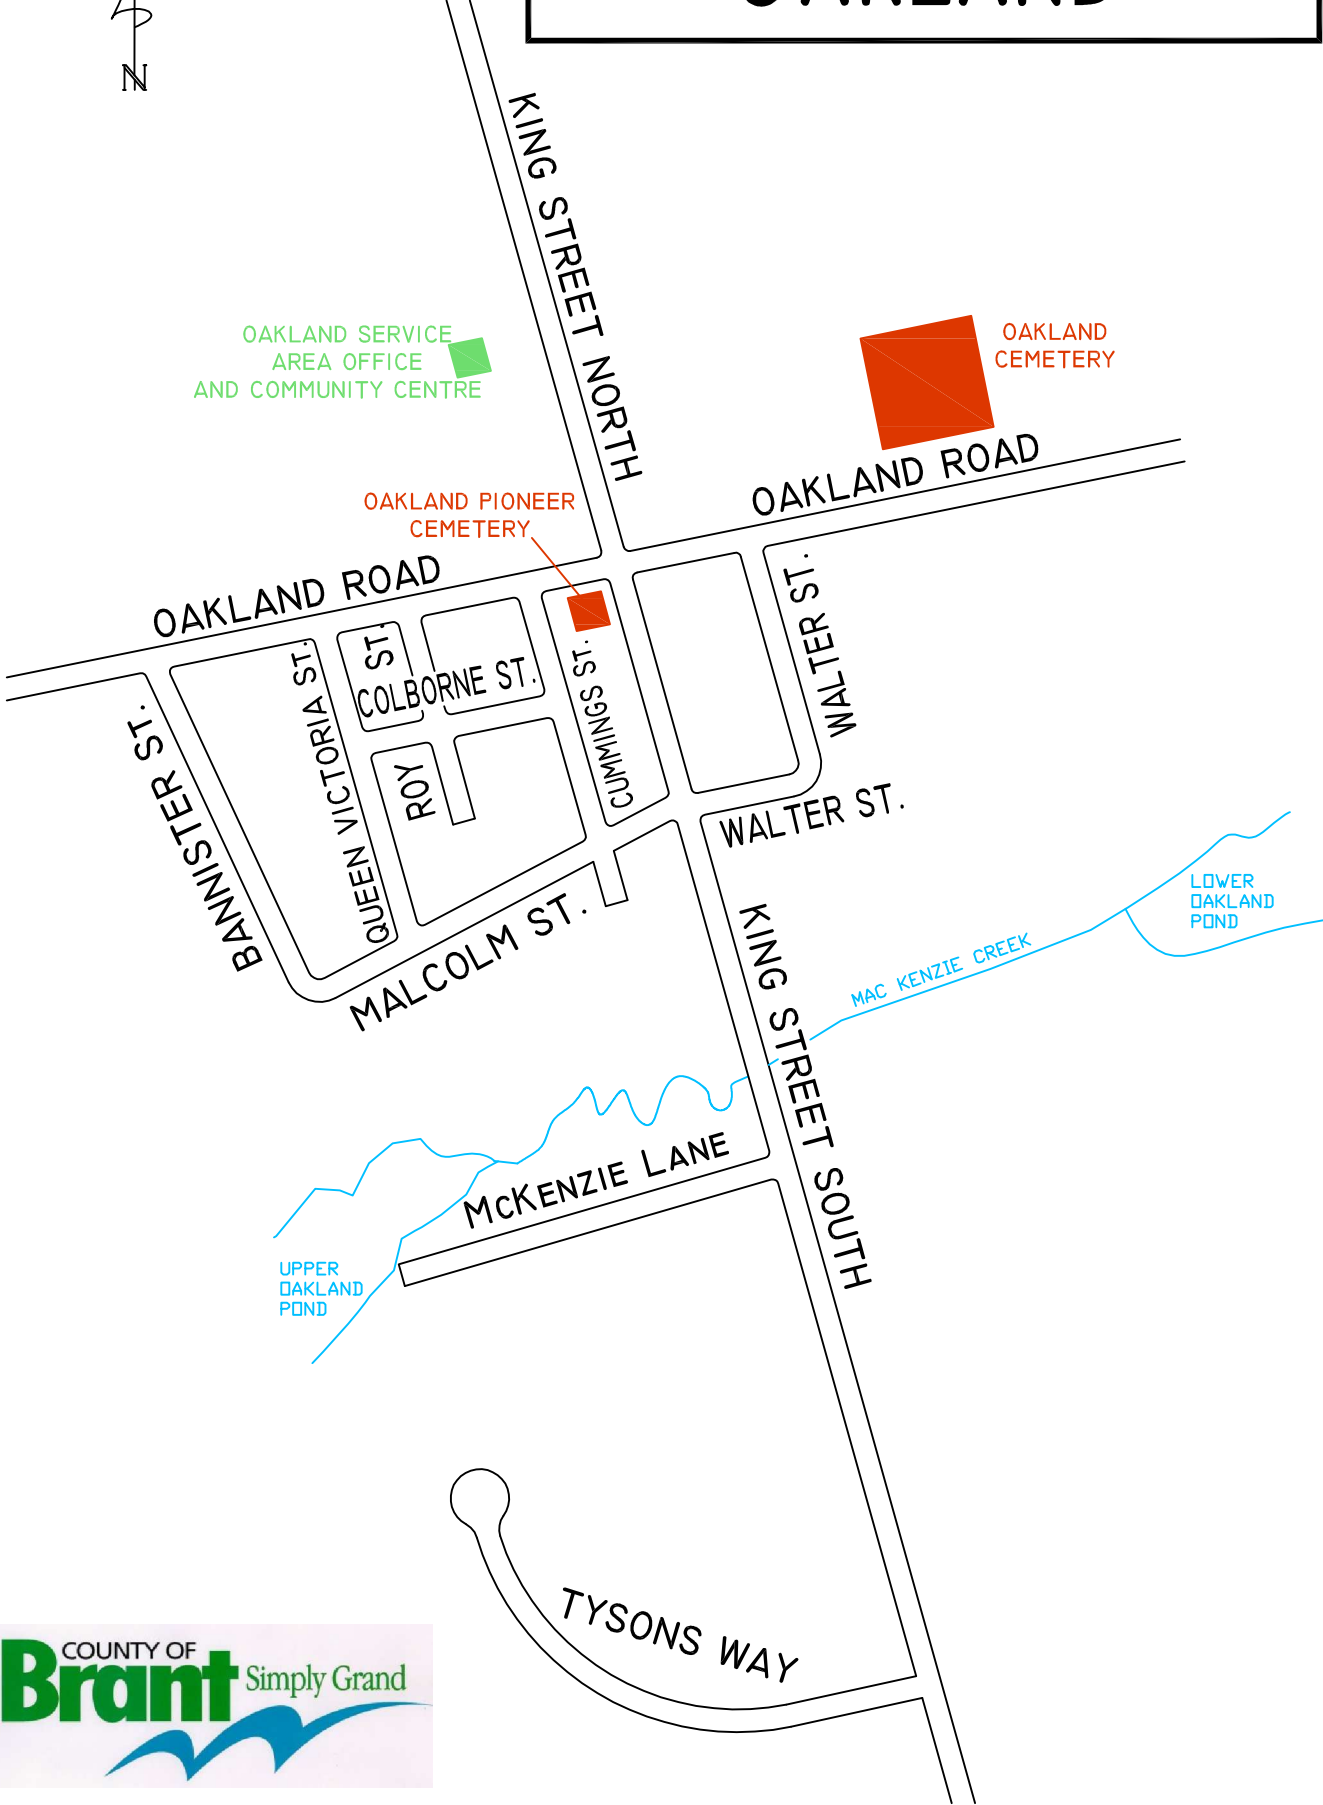 OAKLAND
N
KING STREET NORTH
OAKLAND SERVICE
AREA OFFICE
AND COMMUNITY CENTRE
OAKLAND
CEMETERY
OAKLAND ROAD
OAKLAND PIONEER
CEMETERY
OAKLAND ROAD
WALTER ST.
ROY ST.
COLBORNE ST.
CUMMINGS ST.
QUEEN VICTORIA ST.
BANNISTER ST.
WALTER ST.
MALCOLM ST.
LOWER
OAKLAND
POND
MAC KENZIE CREEK
KING STREET SOUTH
MCKENZIE LANE
UPPER
OAKLAND
POND
TYSONS WAY
COUNTY OF
Brant Simply Grand